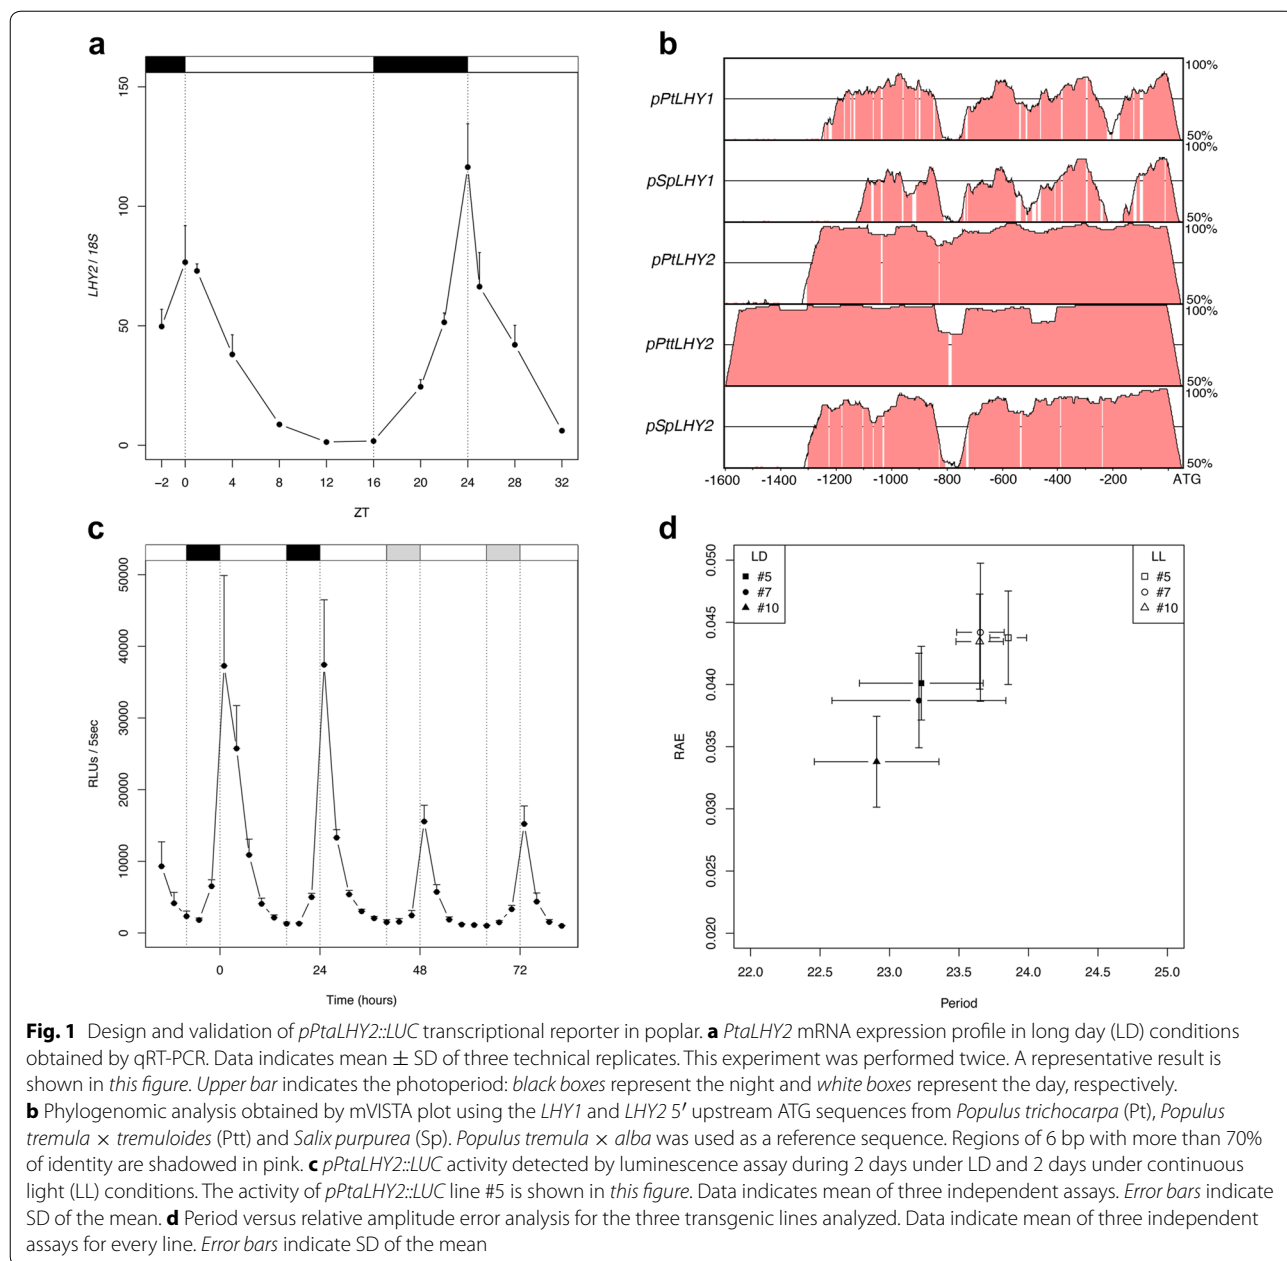 a
150
100
50
0
LHY2 / 18S
−2 0 4 8 12 16 20 24 28 32
ZT
b
pPtLHY1
100%
50%
pSpLHY1
100%
50%
pPtLHY2
100%
50%
pPttLHY2
100%
50%
pSpLHY2
100%
50%
-1600 -1400 -1200 -1000 -800 -600 -400 -200 ATG
c
50000
40000
30000
20000
10000
0
RLUs / 5sec
0 24 48 72
Time (hours)
d
LD
#5
#7
#10
LL
#5
#7
#10
0.050
0.045
0.040
0.035
0.030
0.025
0.020
RAE
22.0 22.5 23.0 23.5 24.0 24.5 25.0
Period
Fig. 1 Design and validation of pPtaLHY2::LUC transcriptional reporter in poplar. a PtaLHY2 mRNA expression profile in long day (LD) conditions
obtained by qRT-PCR. Data indicates mean ± SD of three technical replicates. This experiment was performed twice. A representative result is
shown in this figure. Upper bar indicates the photoperiod: black boxes represent the night and white boxes represent the day, respectively.
b Phylogenomic analysis obtained by mVISTA plot using the LHY1 and LHY2 5′ upstream ATG sequences from Populus trichocarpa (Pt), Populus
tremula × tremuloides (Ptt) and Salix purpurea (Sp). Populus tremula × alba was used as a reference sequence. Regions of 6 bp with more than 70%
of identity are shadowed in pink. c pPtaLHY2::LUC activity detected by luminescence assay during 2 days under LD and 2 days under continuous
light (LL) conditions. The activity of pPtaLHY2::LUC line #5 is shown in this figure. Data indicates mean of three independent assays. Error bars indicate
SD of the mean. d Period versus relative amplitude error analysis for the three transgenic lines analyzed. Data indicate mean of three independent
assays for every line. Error bars indicate SD of the mean